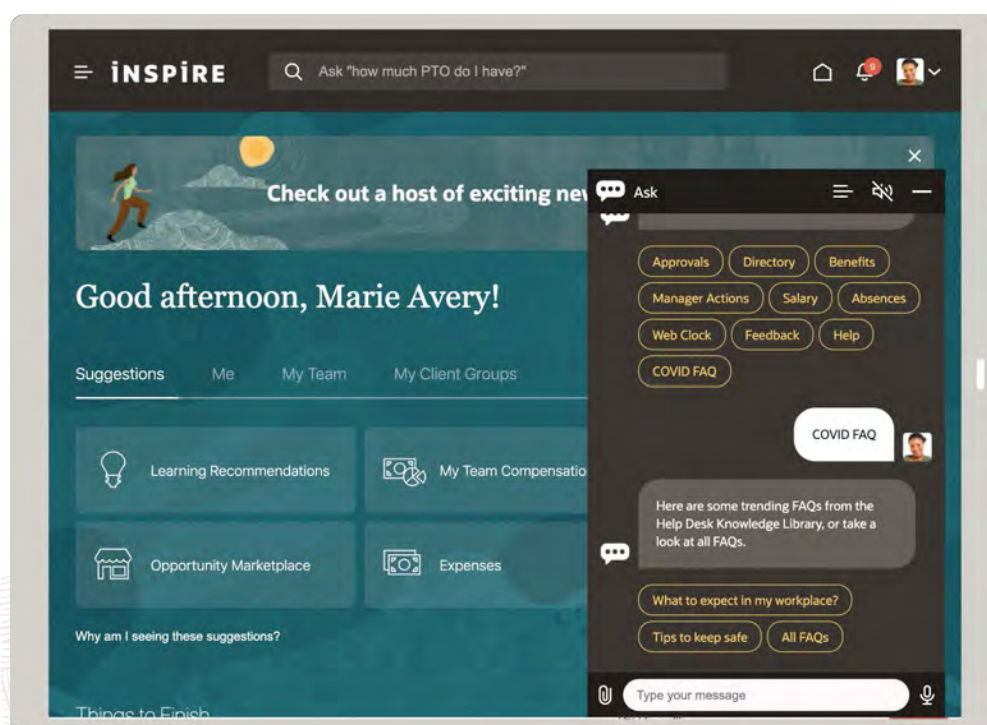 iNSPiRE
Ask "how much PTO do I have?"
9
Check out a host of exciting new
Good afternoon, Marie Avery!
Suggestions Me My Team My Client Groups
Learning Recommendations
My Team Compensatio
Opportunity Marketplace
Expenses
Why am I seeing these suggestions?
Things to Finish
Ask
Approvals Directory Benefits
Manager Actions Salary Absences
Web Clock Feedback Help
COVID FAQ
COVID FAQ
Here are some trending FAQs from the
Help Desk Knowledge Library, or take a
look at all FAQs.
What to expect in my workplace?
Tips to keep safe All FAQs
Type your message